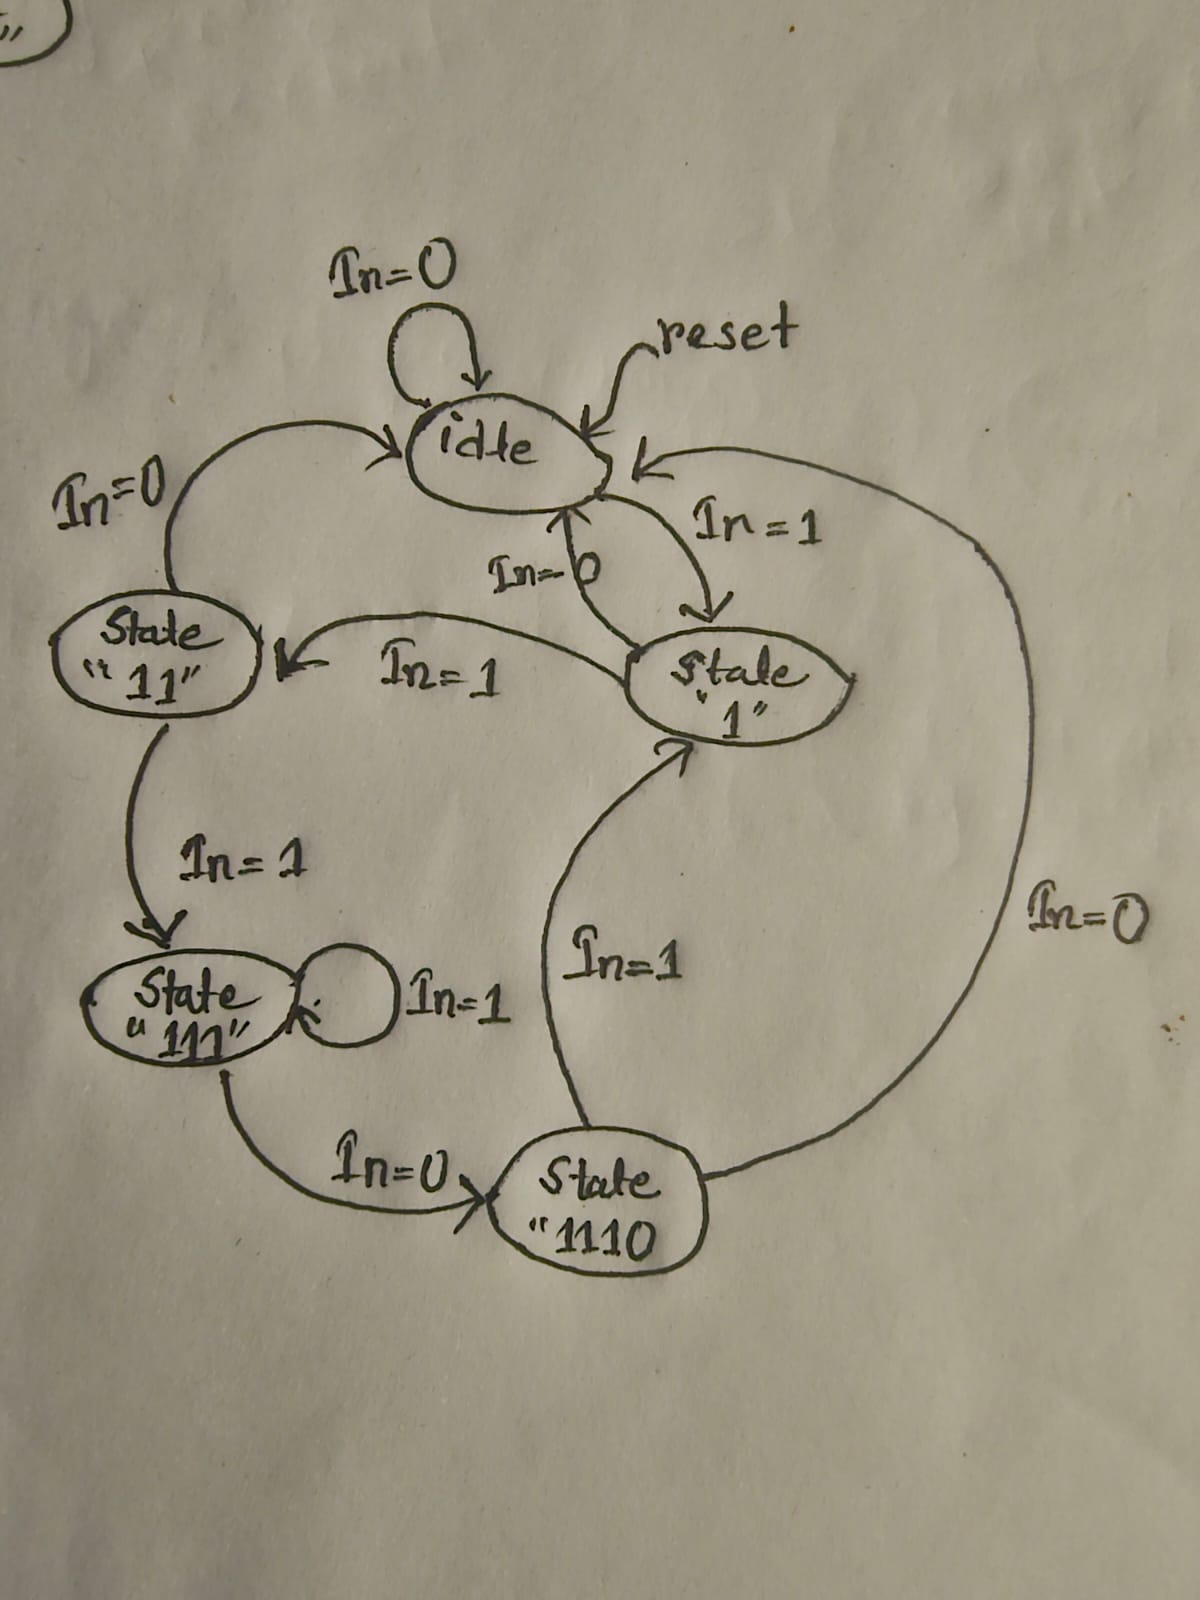 In=0
reset
idle
In=0
In=1
In=0
State
"11"
In=1
State
"1"
In=1
State
"111"
In=1
In=1
In=0
In=0
State
"1110